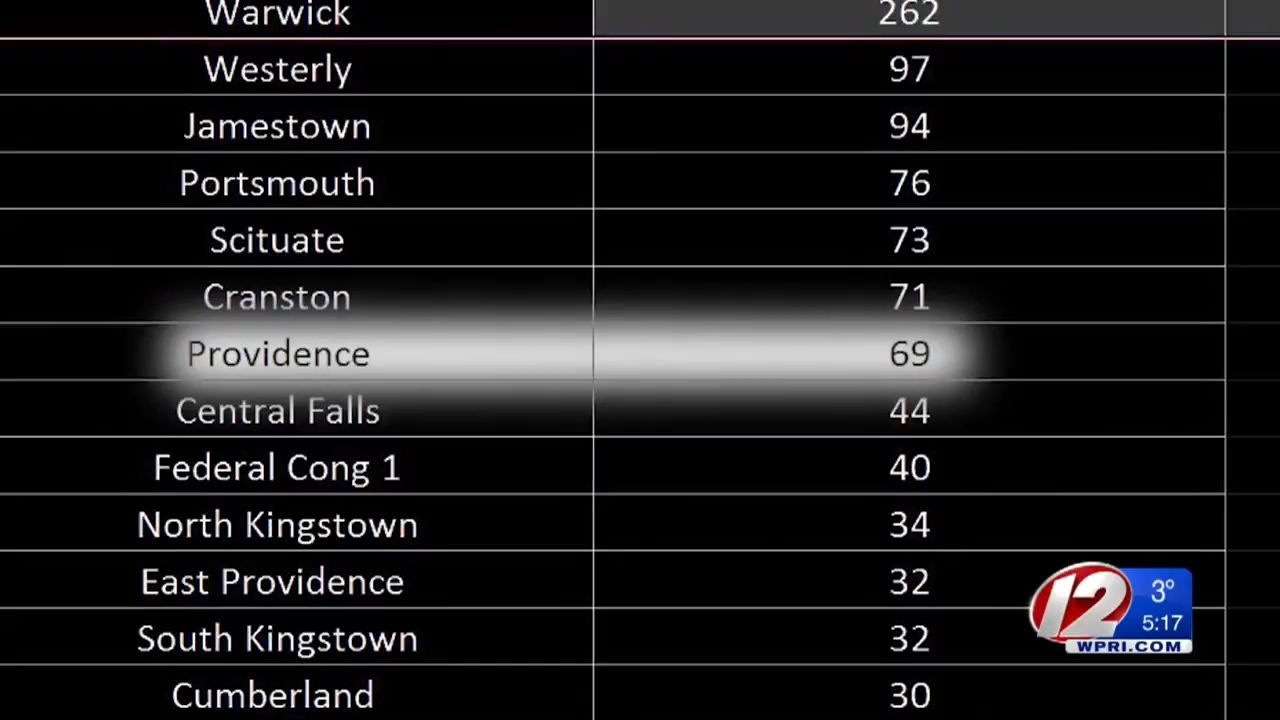 Warwick 262
Westerly 97
Jamestown 94
Portsmouth 76
Scituate 73
Cranston 71
Providence 69
Central Falls 44
Federal Cong 1 40
North Kingstown 34
East Providence 32
South Kingstown 32
Cumberland 30
12 3°
5:17
WPRI.COM